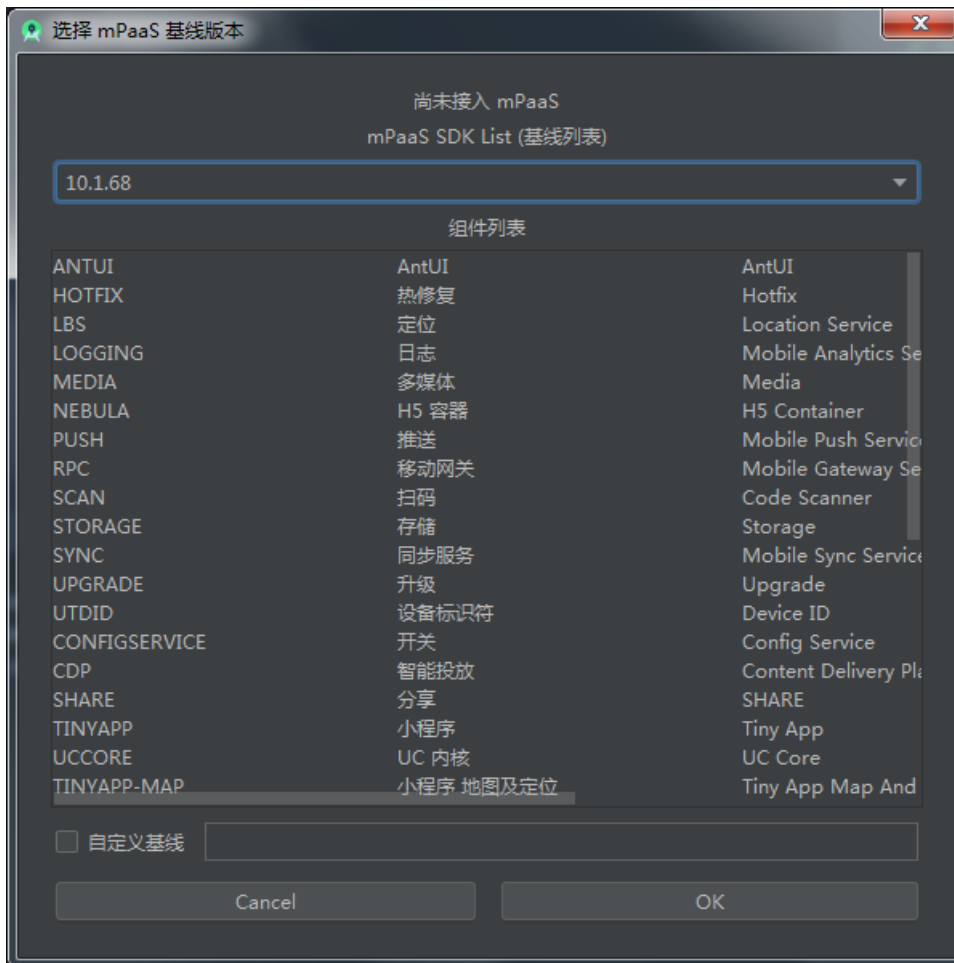 选择 mPaaS 基线版本
尚未接入 mPaaS
mPaaS SDK List (基线列表)
10.1.68
组件列表
ANTUI AntUI AntUI
HOTFIX 热修复 Hotfix
LBS 定位 Location Service
LOGGING 日志 Mobile Analytics Se
MEDIA 多媒体 Media
NEBULA H5 容器 H5 Container
PUSH 推送 Mobile Push Servic
RPC 移动网关 Mobile Gateway Se
SCAN 扫码 Code Scanner
STORAGE 存储 Storage
SYNC 同步服务 Mobile Sync Service
UPGRADE 升级 Upgrade
UTDID 设备标识符 Device ID
CONFIGSERVICE 开关 Config Service
CDP 智能投放 Content Delivery Pla
SHARE 分享 SHARE
TINYAPP 小程序 Tiny App
UCCORE UC 内核 UC Core
TINYAPP-MAP 小程序 地图及定位 Tiny App Map And
自定义基线
Cancel OK